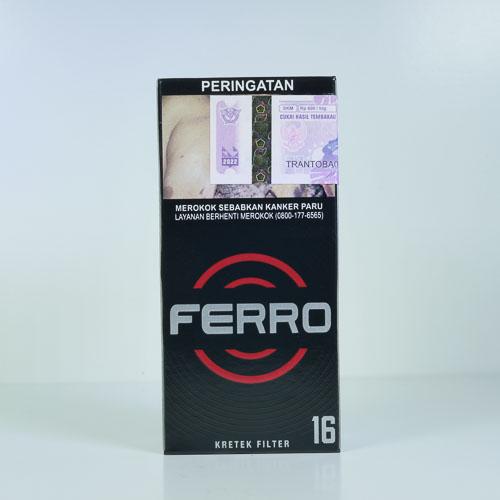 PERINGATAN
2022
SKM
CUKAI HASIL TEMBAKAU
TRANTOBAC
MEROKOK SEBABKAN KANKER PARU
LAYANAN BERHENTI MEROKOK (0800-177-6565)
FERRO
16
KRETEK FILTER